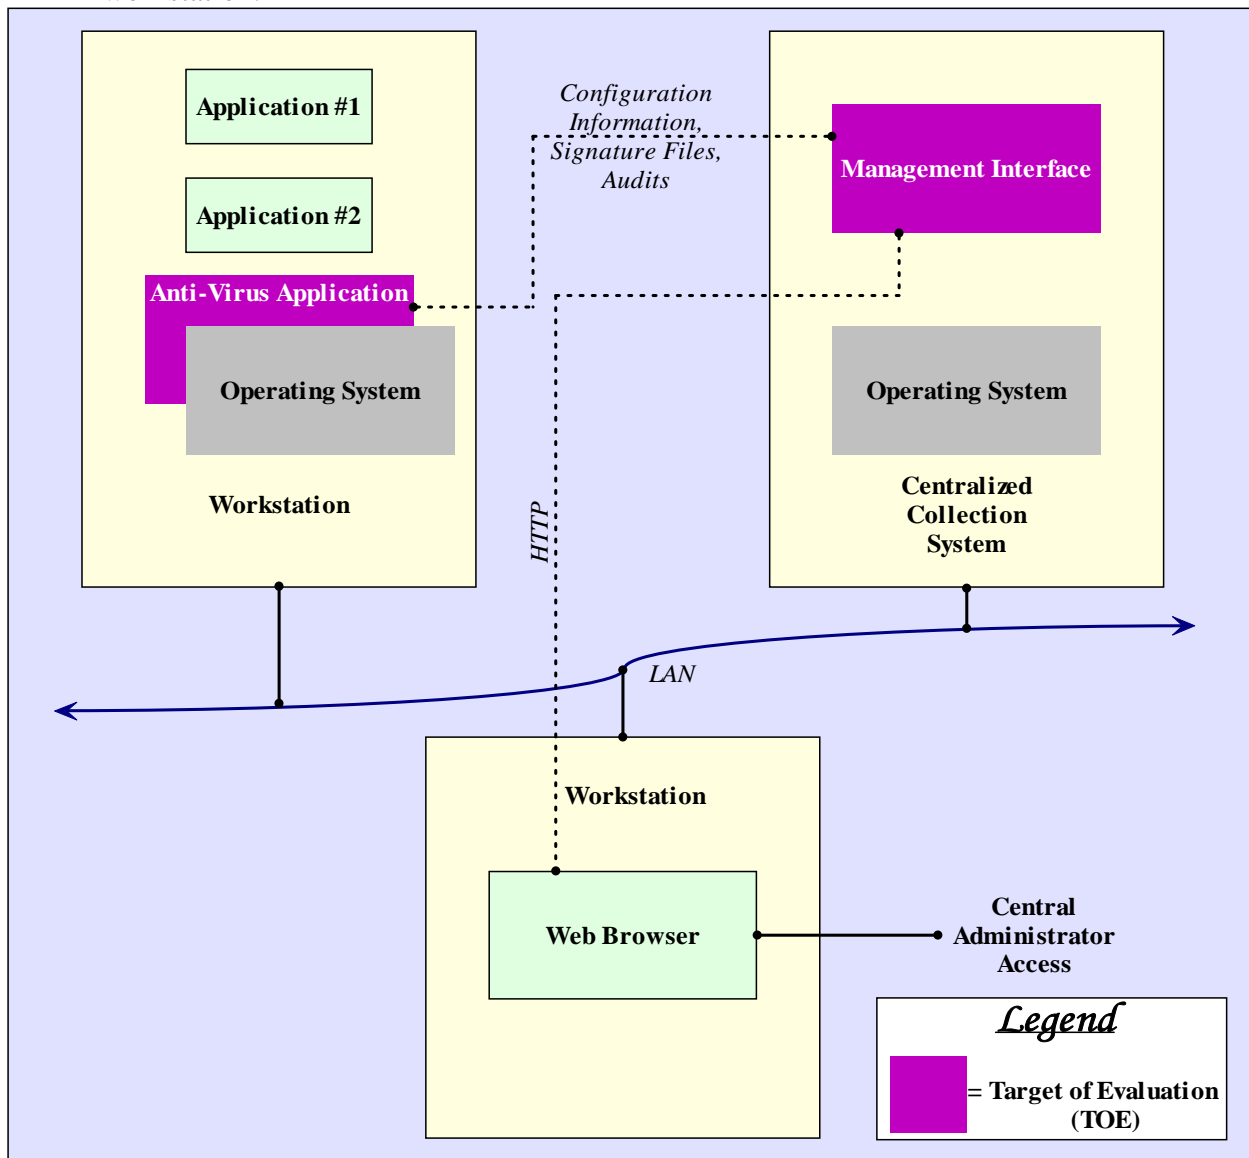 Application #1
Application #2
Anti-Virus Application
Operating System
Workstation
Configuration
Information,
Signature Files,
Audits
Management Interface
Operating System
Centralized
Collection
System
HTTP
LAN
Workstation
Web Browser
Central
Administrator
Access
Legend
= Target of Evaluation
(TOE)